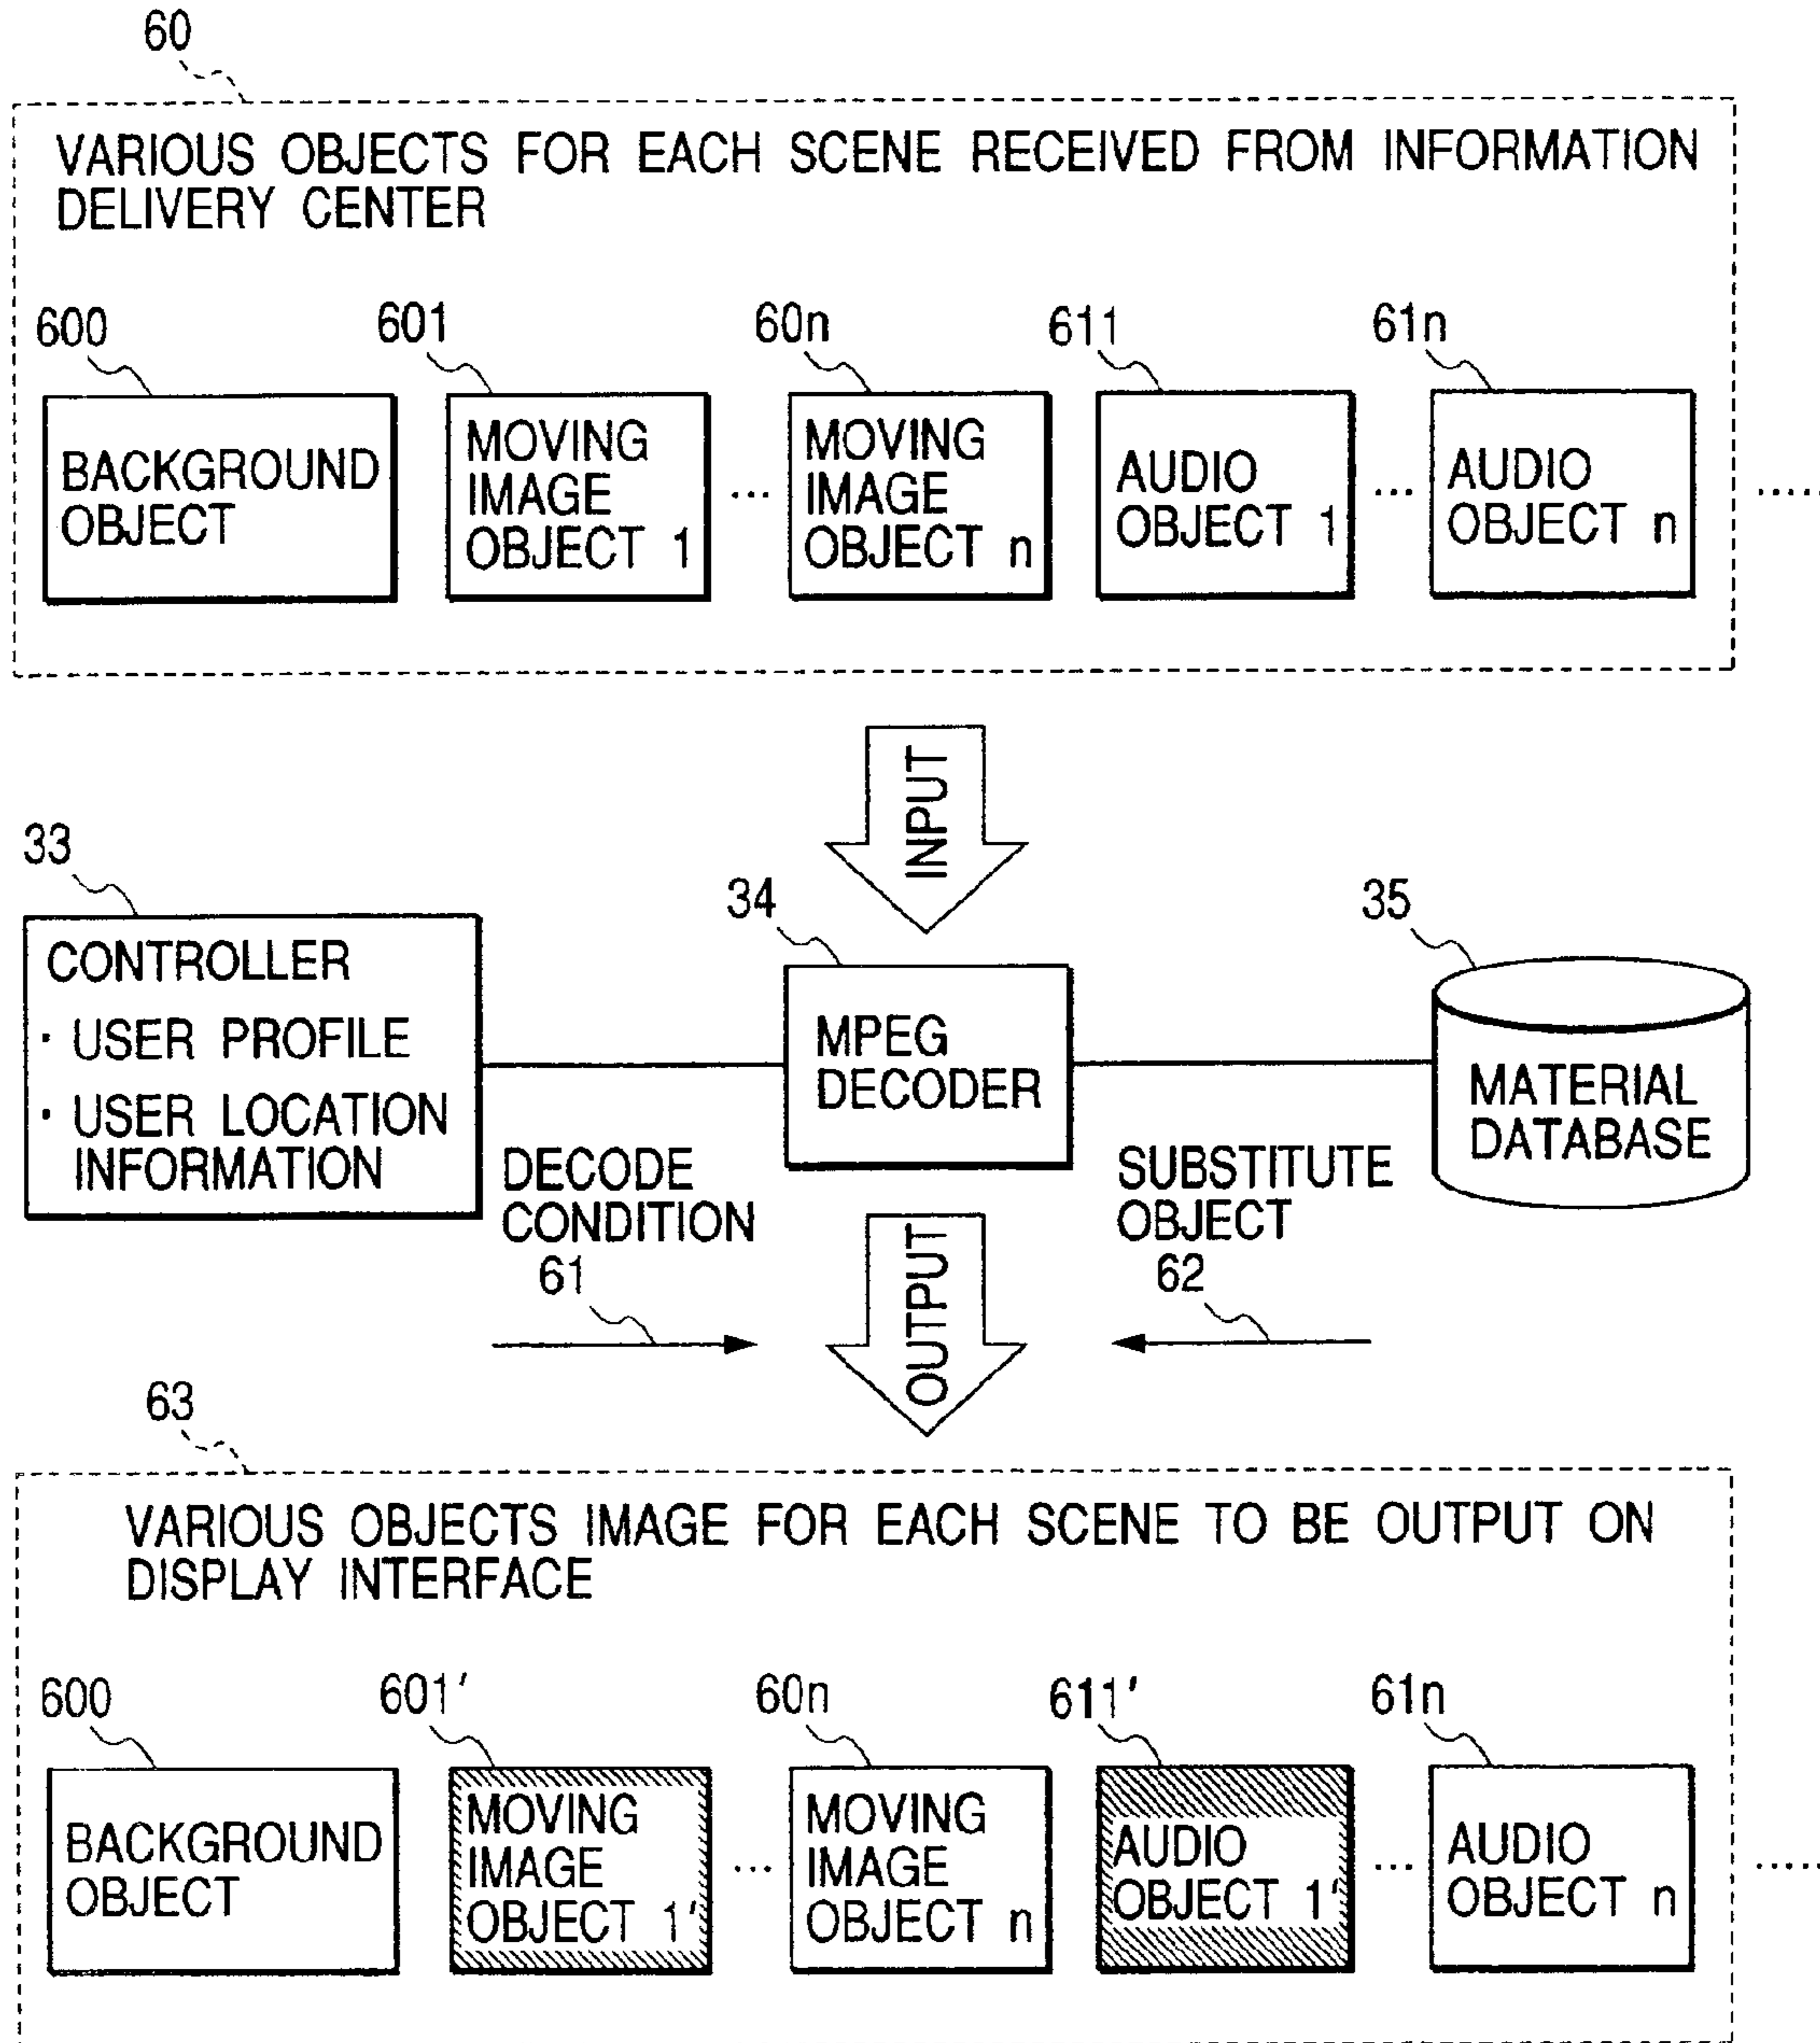 60
VARIOUS OBJECTS FOR EACH SCENE RECEIVED FROM INFORMATION
DELIVERY CENTER
600
601
60n
611
61n
BACKGROUND
OBJECT
MOVING
IMAGE
OBJECT 1
...
MOVING
IMAGE
OBJECT n
AUDIO
OBJECT 1
...
AUDIO
OBJECT n
.....
INPUT
33
CONTROLLER
· USER PROFILE
· USER LOCATION
INFORMATION
34
MPEG
DECODER
35
MATERIAL
DATABASE
DECODE
CONDITION
61
SUBSTITUTE
OBJECT
62
OUTPUT
63
VARIOUS OBJECTS IMAGE FOR EACH SCENE TO BE OUTPUT ON
DISPLAY INTERFACE
600
601'
60n
611'
61n
BACKGROUND
OBJECT
MOVING
IMAGE
OBJECT 1'
...
MOVING
IMAGE
OBJECT n
AUDIO
OBJECT 1'
...
AUDIO
OBJECT n
.....